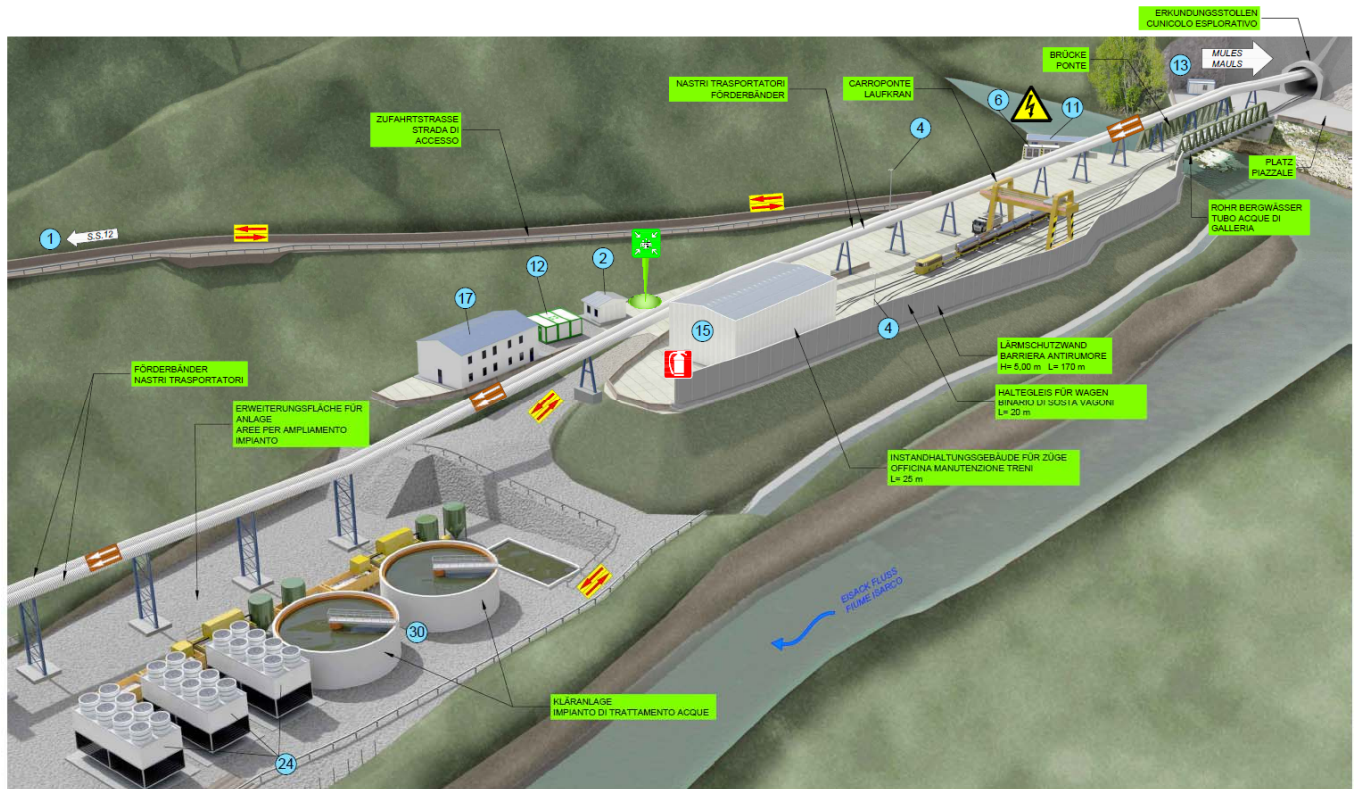 ERKUNDUNGSSTOLLEN
CUNICOLO ESPLORATIVO
BRÜCKE
PONTE
13
MULES
MAULS
NASTRI TRASPORTATORI
FÖRDERBÄNDER
CARROPONTE
LAUFKRAN
6
11
4
ZUFAHRTSTRASSE
STRADA DI
ACCESSO
PLATZ
PIAZZALE
ROHR BERGWÄSSER
TUBO ACQUE DI
GALLERIA
1
S.S.12
2
12
17
15
4
LÄRMSCHUTZWAND
BARRIERA ANTIRUMORE
H= 5,00 m L= 170 m
FÖRDERBÄNDER
NASTRI TRASPORTATORI
HALTEGLEIS FÜR WAGEN
BINARIO DI SOSTA VAGONI
L= 20 m
ERWEITERUNGSFLÄCHE FÜR
ANLAGE
AREE PER AMPLIAMENTO
IMPIANTO
INSTANDHALTUNGSGEBÄUDE FÜR ZÜGE
OFFICINA MANUTENZIONE TRENI
L= 25 m
EISACK FLUSS
FIUME ISARCO
30
KLÄRANLAGE
IMPIANTO DI TRATTAMENTO ACQUE
24